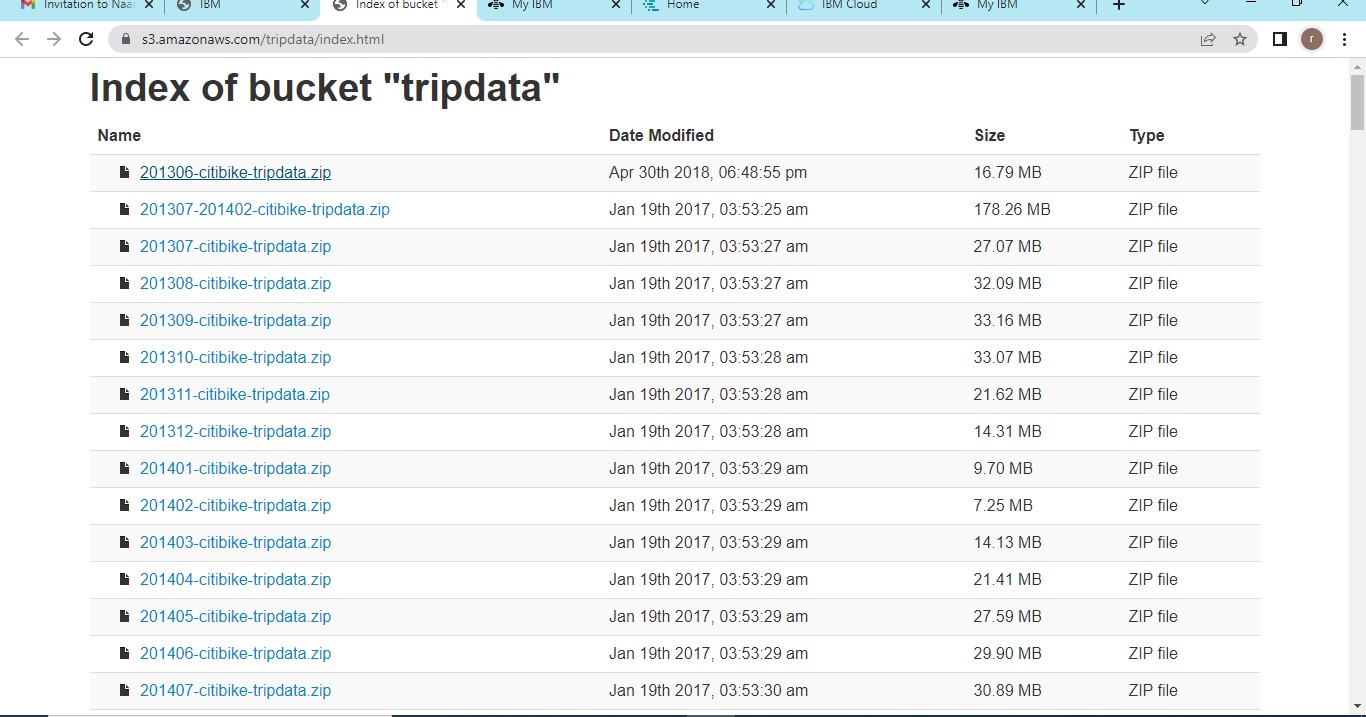 Invitation to Naan
IBM
Index of bucket "
My IBM
Home
IBM Cloud
My IBM
s3.amazonaws.com/tripdata/index.html
r
Index of bucket "tripdata"
Name Date Modified Size Type
201306-citibike-tripdata.zip Apr 30th 2018, 06:48:55 pm 16.79 MB ZIP file
201307-201402-citibike-tripdata.zip Jan 19th 2017, 03:53:25 am 178.26 MB ZIP file
201307-citibike-tripdata.zip Jan 19th 2017, 03:53:27 am 27.07 MB ZIP file
201308-citibike-tripdata.zip Jan 19th 2017, 03:53:27 am 32.09 MB ZIP file
201309-citibike-tripdata.zip Jan 19th 2017, 03:53:27 am 33.16 MB ZIP file
201310-citibike-tripdata.zip Jan 19th 2017, 03:53:28 am 33.07 MB ZIP file
201311-citibike-tripdata.zip Jan 19th 2017, 03:53:28 am 21.62 MB ZIP file
201312-citibike-tripdata.zip Jan 19th 2017, 03:53:28 am 14.31 MB ZIP file
201401-citibike-tripdata.zip Jan 19th 2017, 03:53:29 am 9.70 MB ZIP file
201402-citibike-tripdata.zip Jan 19th 2017, 03:53:29 am 7.25 MB ZIP file
201403-citibike-tripdata.zip Jan 19th 2017, 03:53:29 am 14.13 MB ZIP file
201404-citibike-tripdata.zip Jan 19th 2017, 03:53:29 am 21.41 MB ZIP file
201405-citibike-tripdata.zip Jan 19th 2017, 03:53:29 am 27.59 MB ZIP file
201406-citibike-tripdata.zip Jan 19th 2017, 03:53:29 am 29.90 MB ZIP file
201407-citibike-tripdata.zip Jan 19th 2017, 03:53:30 am 30.89 MB ZIP file